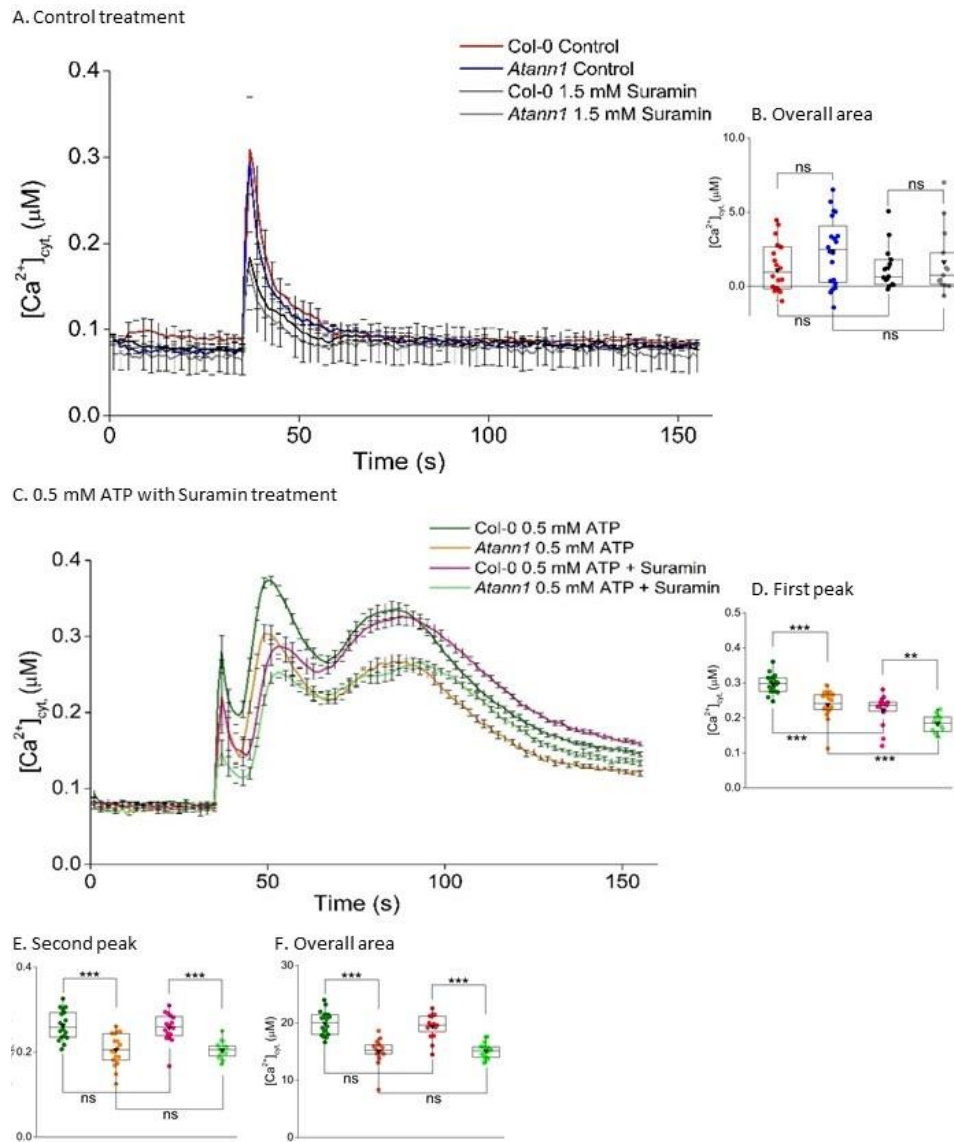 A. Control treatment
Col-0 Control
Atann1 Control
Col-0 1.5 mM Suramin
Atann1 1.5 mM Suramin
0.4
0.3
0.2
0.1
0.0
[Ca2+]cyt. (μM)
0
50
100
150
Time (s)
B. Overall area
10.0
5.0
0.0
[Ca2+]cyt. (μM)
ns
ns
ns
ns
C. 0.5 mM ATP with Suramin treatment
Col-0 0.5 mM ATP
Atann1 0.5 mM ATP
Col-0 0.5 mM ATP + Suramin
Atann1 0.5 mM ATP + Suramin
0.4
0.3
0.2
0.1
0.0
[Ca2+]cyt. (μM)
0
50
100
150
Time (s)
D. First peak
0.5
0.4
0.3
0.2
0.1
0.0
[Ca2+]cyt. (μM)
***
**
***
***
E. Second peak
0.4
0.2
0.0
***
***
ns
ns
F. Overall area
30
20
10
0
[Ca2+]cyt. (μM)
***
***
ns
ns